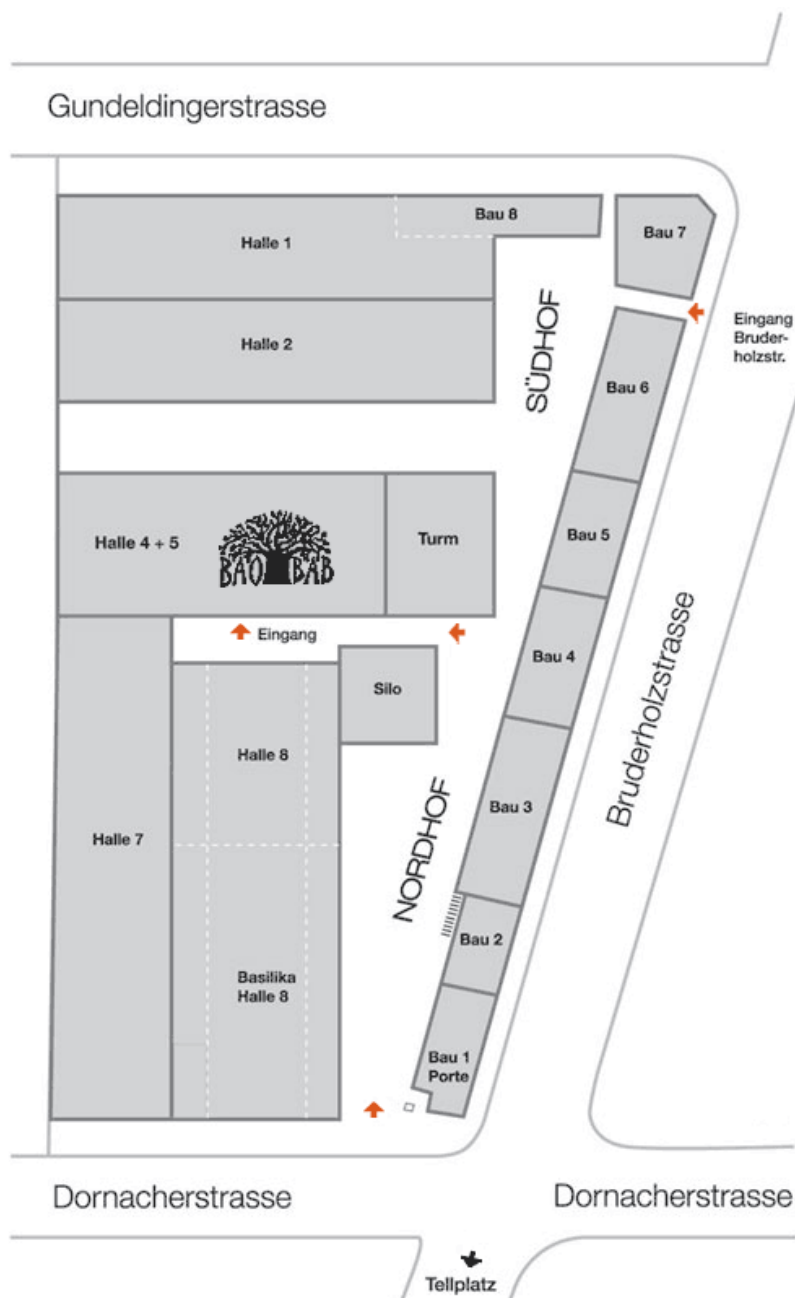 Gundeldingerstrasse
Bau 8
Bau 7
Halle 1
Eingang
Bruder-
holzstr.
Halle 2
SÜDHOF
Bau 6
Halle 4 + 5
BAO BAB
Turm
Bau 5
Eingang
Bau 4
Silo
Bruderholzstrasse
Halle 8
Bau 3
Halle 7
NORDHOF
Bau 2
Basilika
Halle 8
Bau 1
Porte
Dornacherstrasse
Dornacherstrasse
Tellplatz